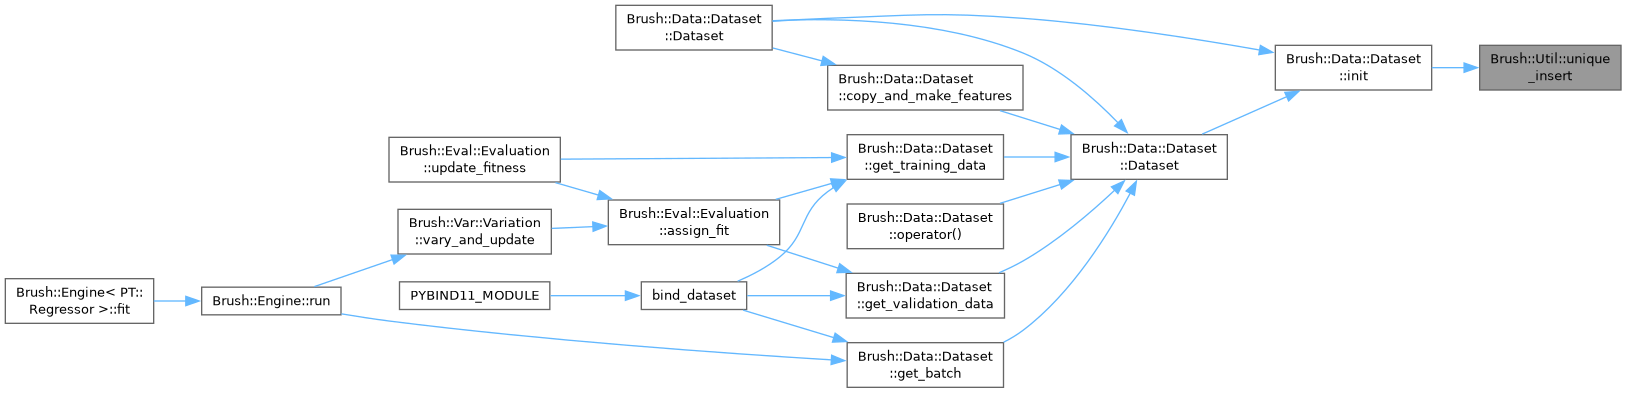 Brush::Data::Dataset
::Dataset
Brush::Data::Dataset
::init
Brush::Util::unique
_insert
Brush::Data::Dataset
::copy_and_make_features
Brush::Eval::Evaluation
::update_fitness
Brush::Data::Dataset
::get_training_data
Brush::Data::Dataset
::Dataset
Brush::Var::Variation
::vary_and_update
Brush::Eval::Evaluation
::assign_fit
Brush::Data::Dataset
::operator()
Brush::Engine< PT::
Regressor >::fit
Brush::Engine::run
PYBIND11_MODULE
bind_dataset
Brush::Data::Dataset
::get_validation_data
Brush::Data::Dataset
::get_batch